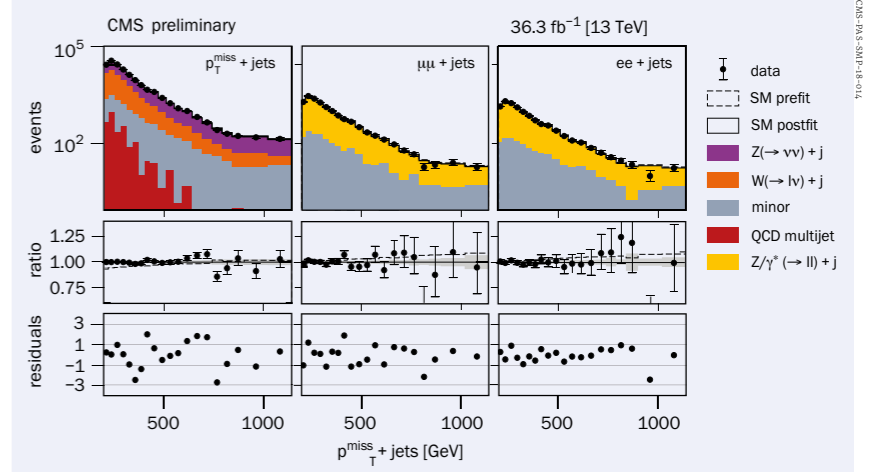 CMS preliminary
36.3 fb⁻¹ [13 TeV]
CMS-PAS-SMP-18-014
10⁵
10²
events
p_T^miss + jets
μμ + jets
ee + jets
data
SM prefit
SM postfit
Z(→ νν) + j
W(→ lν) + j
minor
QCD multijet
Z/γ* (→ ll) + j
ratio
1.25
1.00
0.75
residuals
3
1
−1
−3
500 1000 500 1000 500 1000
p_T^miss + jets [GeV]